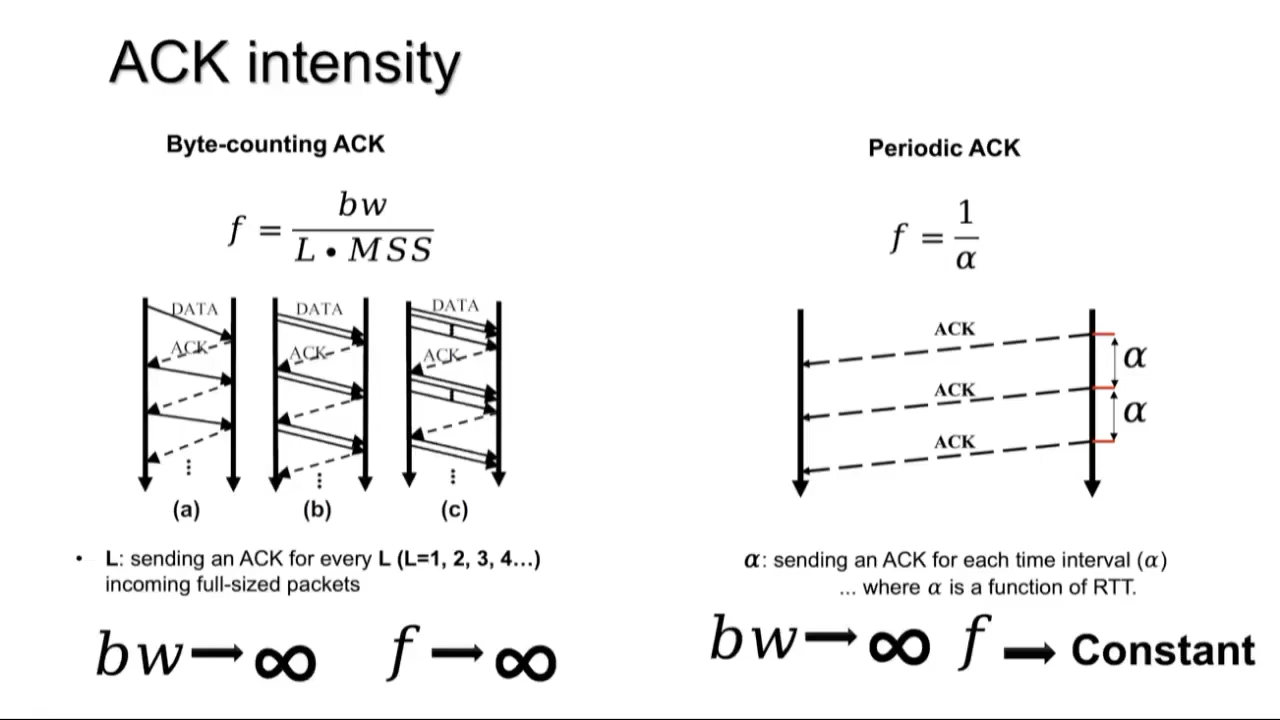 ACK intensity
Byte-counting ACK
f = bw / (L • MSS)
DATA
ACK
⋮
(a)
DATA
ACK
⋮
(b)
DATA
ACK
⋮
(c)
• L: sending an ACK for every L (L=1, 2, 3, 4…)
incoming full-sized packets
bw → ∞ f → ∞
Periodic ACK
f = 1 / α
ACK
α
ACK
α
ACK
α: sending an ACK for each time interval (α)
... where α is a function of RTT.
bw → ∞ f → Constant